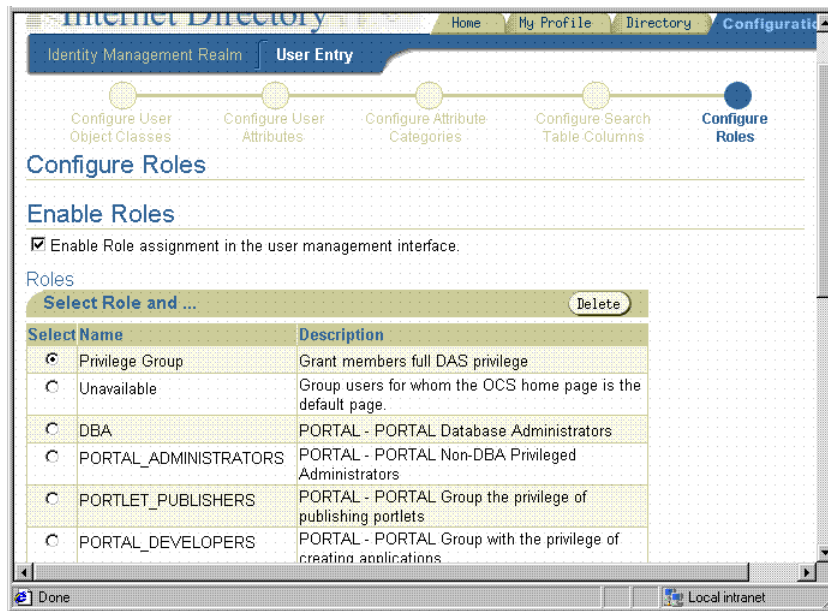 Internet Directory
Home My Profile Directory
Identity Management Realm User Entry
Configure User Object Classes
Configure User Attributes
Configure Attribute Categories
Configure Search Table Columns
Configure Roles
Configure Roles
Enable Roles
Enable Role assignment in the user management interface.
Roles
Select Role and ... Delete
Select Name Description
Privilege Group Grant members full DAS privilege
Unavailable Group users for whom the OCS home page is the
default page.
DBA PORTAL - PORTAL Database Administrators
PORTAL_ADMINISTRATORS PORTAL - PORTAL Non-DBA Privileged
Administrators
PORTLET_PUBLISHERS PORTAL - PORTAL Group the privilege of
publishing portlets
PORTAL_DEVELOPERS PORTAL - PORTAL Group with the privilege of
creating applications
Done Local intranet